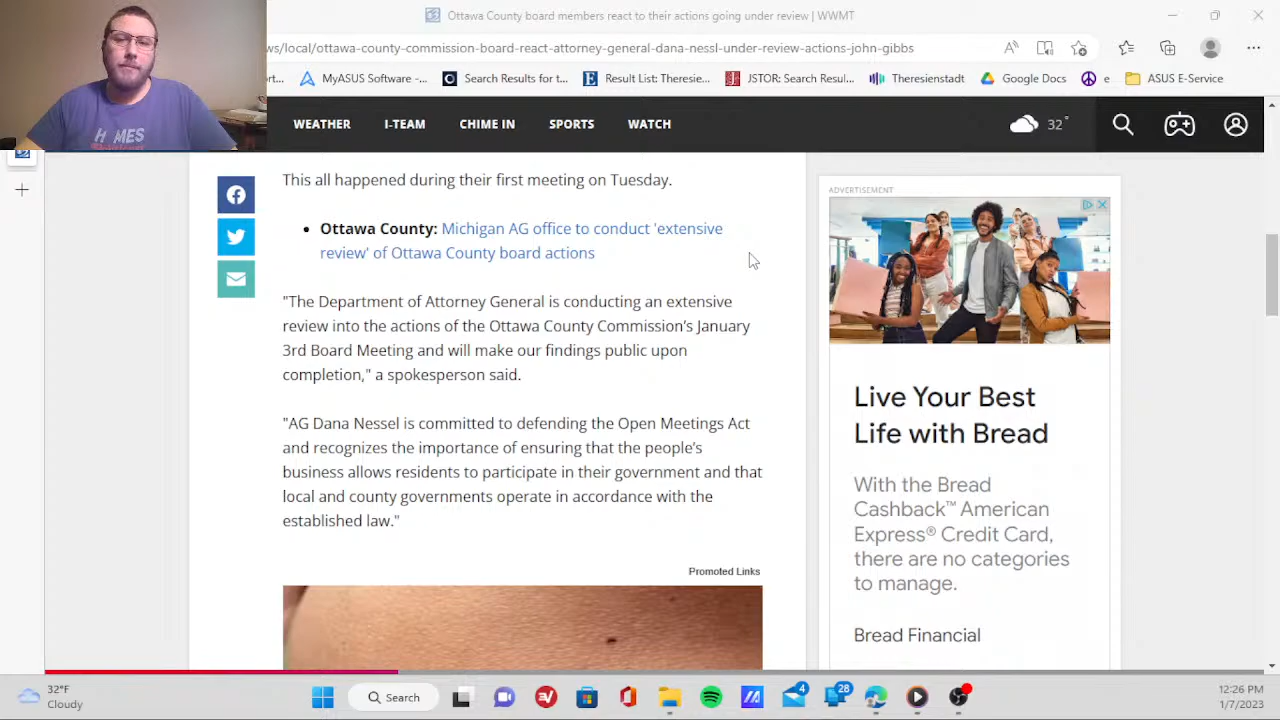 Ottawa County board members react to their actions going under review | WWMT
ws/local/ottawa-county-commission-board-react-attorney-general-dana-nessl-under-review-actions-john-gibbs
ort...
MyASUS Software -...
Search Results for t...
Result List: Theresie...
JSTOR: Search Resul...
Theresienstadt
Google Docs
e...
ASUS E-Service
WEATHER
I-TEAM
CHIME IN
SPORTS
WATCH
32°
H MES
This all happened during their first meeting on Tuesday.
• Ottawa County: Michigan AG office to conduct 'extensive
review' of Ottawa County board actions
"The Department of Attorney General is conducting an extensive
review into the actions of the Ottawa County Commission's January
3rd Board Meeting and will make our findings public upon
completion," a spokesperson said.
"AG Dana Nessel is committed to defending the Open Meetings Act
and recognizes the importance of ensuring that the people's
business allows residents to participate in their government and that
local and county governments operate in accordance with the
established law."
Promoted Links
ADVERTISEMENT
Live Your Best
Life with Bread
With the Bread
Cashback™ American
Express® Credit Card,
there are no categories
to manage.
Bread Financial
32°F
Cloudy
Search
4
28
12:26 PM
1/7/2023